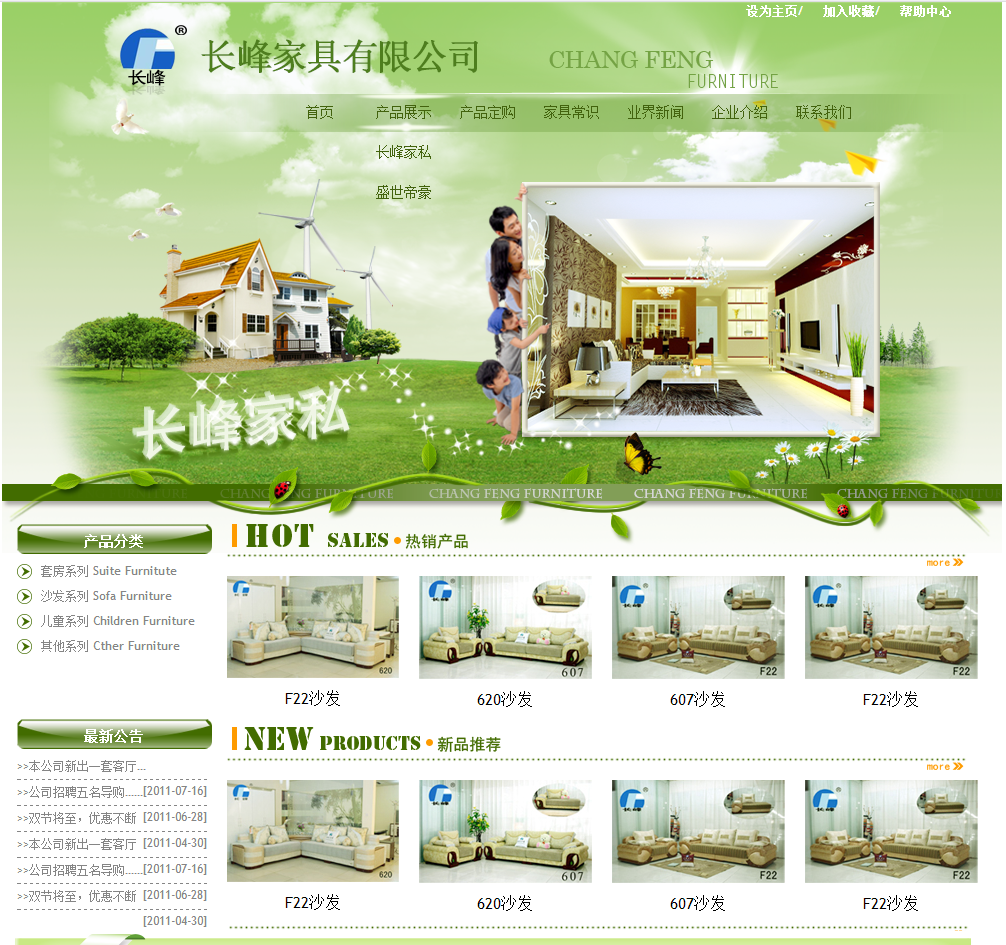 设为主页/ 加入收藏/ 帮助中心
®
长峰
长峰家具有限公司
CHANG FENG
FURNITURE
首页 产品展示 产品定购 家具常识 业界新闻 企业介绍 联系我们
长峰家私
盛世帝豪
长峰家私
CHANG FENG FURNITURE CHANG FENG FURNITURE CHANG FENG FURNITURE CHANG FENG FURNITURE
产品分类
套房系列 Suite Furnitute
沙发系列 Sofa Furniture
儿童系列 Children Furniture
其他系列 Cther Furniture
HOT SALES 热销产品
more
620
607
F22
F22
F22沙发 620沙发 607沙发 F22沙发
最新公告
>>本公司新出一套客厅...
>>公司招聘五名导购......[2011-07-16]
>>双节将至，优惠不断 [2011-06-28]
>>本公司新出一套客厅 [2011-04-30]
>>公司招聘五名导购......[2011-07-16]
>>双节将至，优惠不断 [2011-06-28]
[2011-04-30]
NEW PRODUCTS 新品推荐
more
620
607
F22
F22
F22沙发 620沙发 607沙发 F22沙发